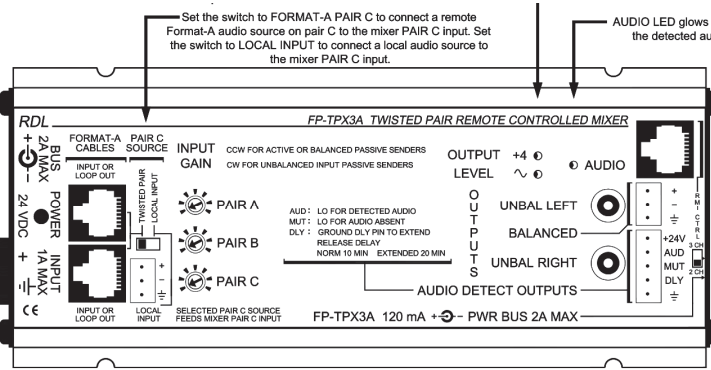 Set the switch to FORMAT-A PAIR C to connect a remote
Format-A audio source on pair C to the mixer PAIR C input. Set
the switch to LOCAL INPUT to connect a local audio source to
the mixer PAIR C input.
AUDIO LED glows
the detected
RDL
FP-TPX3A TWISTED PAIR REMOTE CONTROLLED MIXER
+ -
BUS
2A MAX
POWER
24 VDC
INPUT
1A MAX
+
CE
FORMAT-A
CABLES
INPUT OR
LOOP OUT
INPUT OR
LOOP OUT
PAIR C
SOURCE
TWISTED PAIR
LOCAL INPUT
+
-
LOCAL
INPUT
INPUT
GAIN
CCW FOR ACTIVE OR BALANCED PASSIVE SENDERS
CW FOR UNBALANCED INPUT PASSIVE SENDERS
PAIR A
PAIR B
PAIR C
SELECTED PAIR C SOURCE
FEEDS MIXER PAIR C INPUT
AUD : LO FOR DETECTED AUDIO
MUT : LO FOR AUDIO ABSENT
DLY : GROUND DLY PIN TO EXTEND
RELEASE DELAY
NORM 10 MIN EXTENDED 20 MIN
OUTPUT +4
LEVEL
AUDIO
OUTPUTS
UNBAL LEFT
BALANCED
UNBAL RIGHT
AUDIO DETECT OUTPUTS
+
-
+24V
AUD
MUT
DLY
RMI CTRL
3 CH
2 CH
FP-TPX3A 120 mA + - PWR BUS 2A MAX